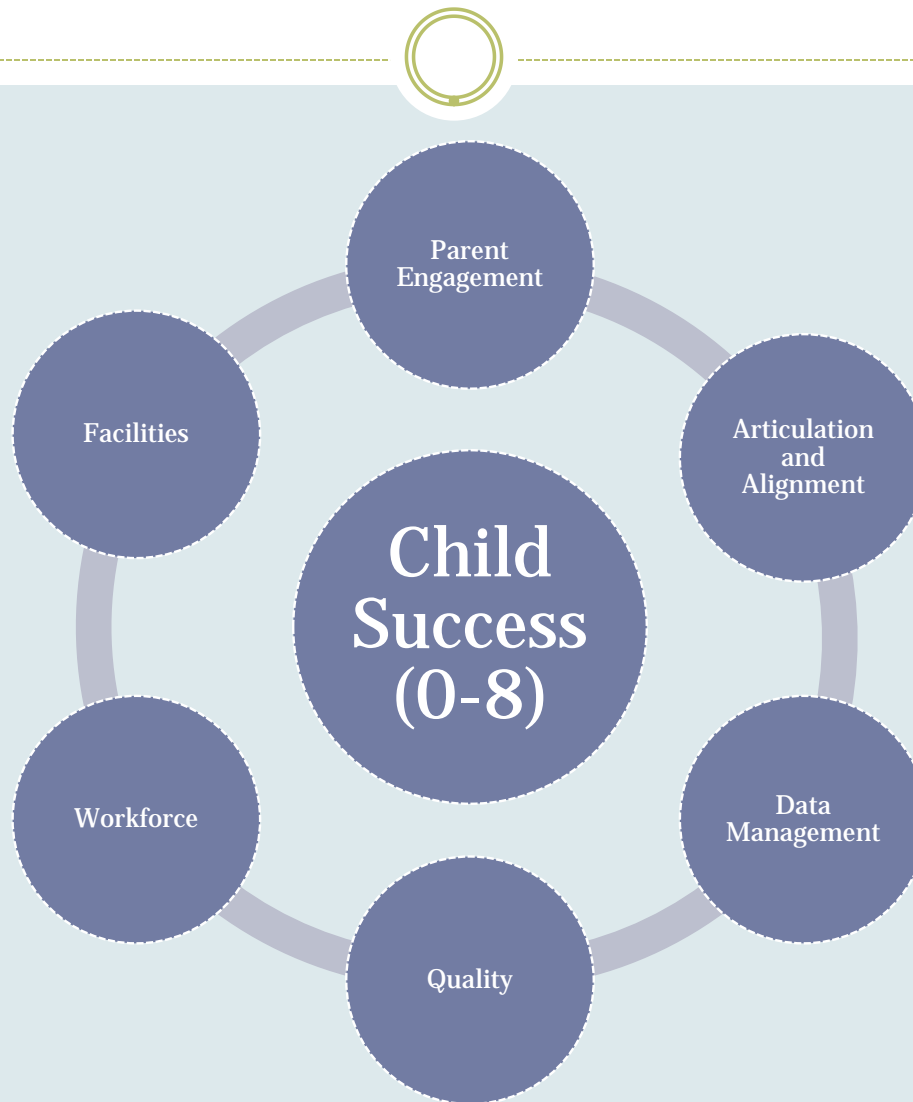 Parent
Engagement
Articulation
and
Alignment
Facilities
Child
Success
(0-8)
Data
Management
Workforce
Quality